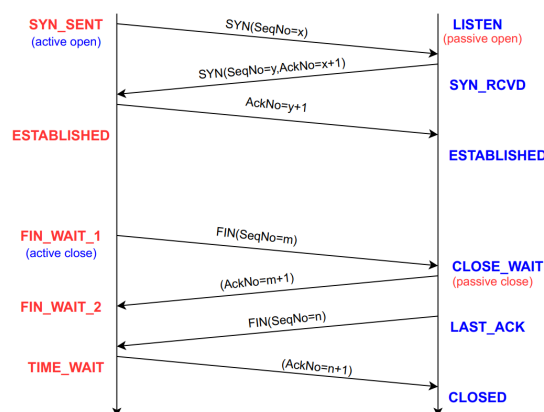 SYN_SENT
(active open)
SYN(SeqNo=x)
LISTEN
(passive open)
SYN(SeqNo=y,AckNo=x+1)
SYN_RCVD
AckNo=y+1
ESTABLISHED
ESTABLISHED
FIN_WAIT_1
(active close)
FIN(SeqNo=m)
CLOSE_WAIT
(passive close)
(AckNo=m+1)
FIN_WAIT_2
FIN(SeqNo=n)
LAST_ACK
TIME_WAIT
(AckNo=n+1)
CLOSED